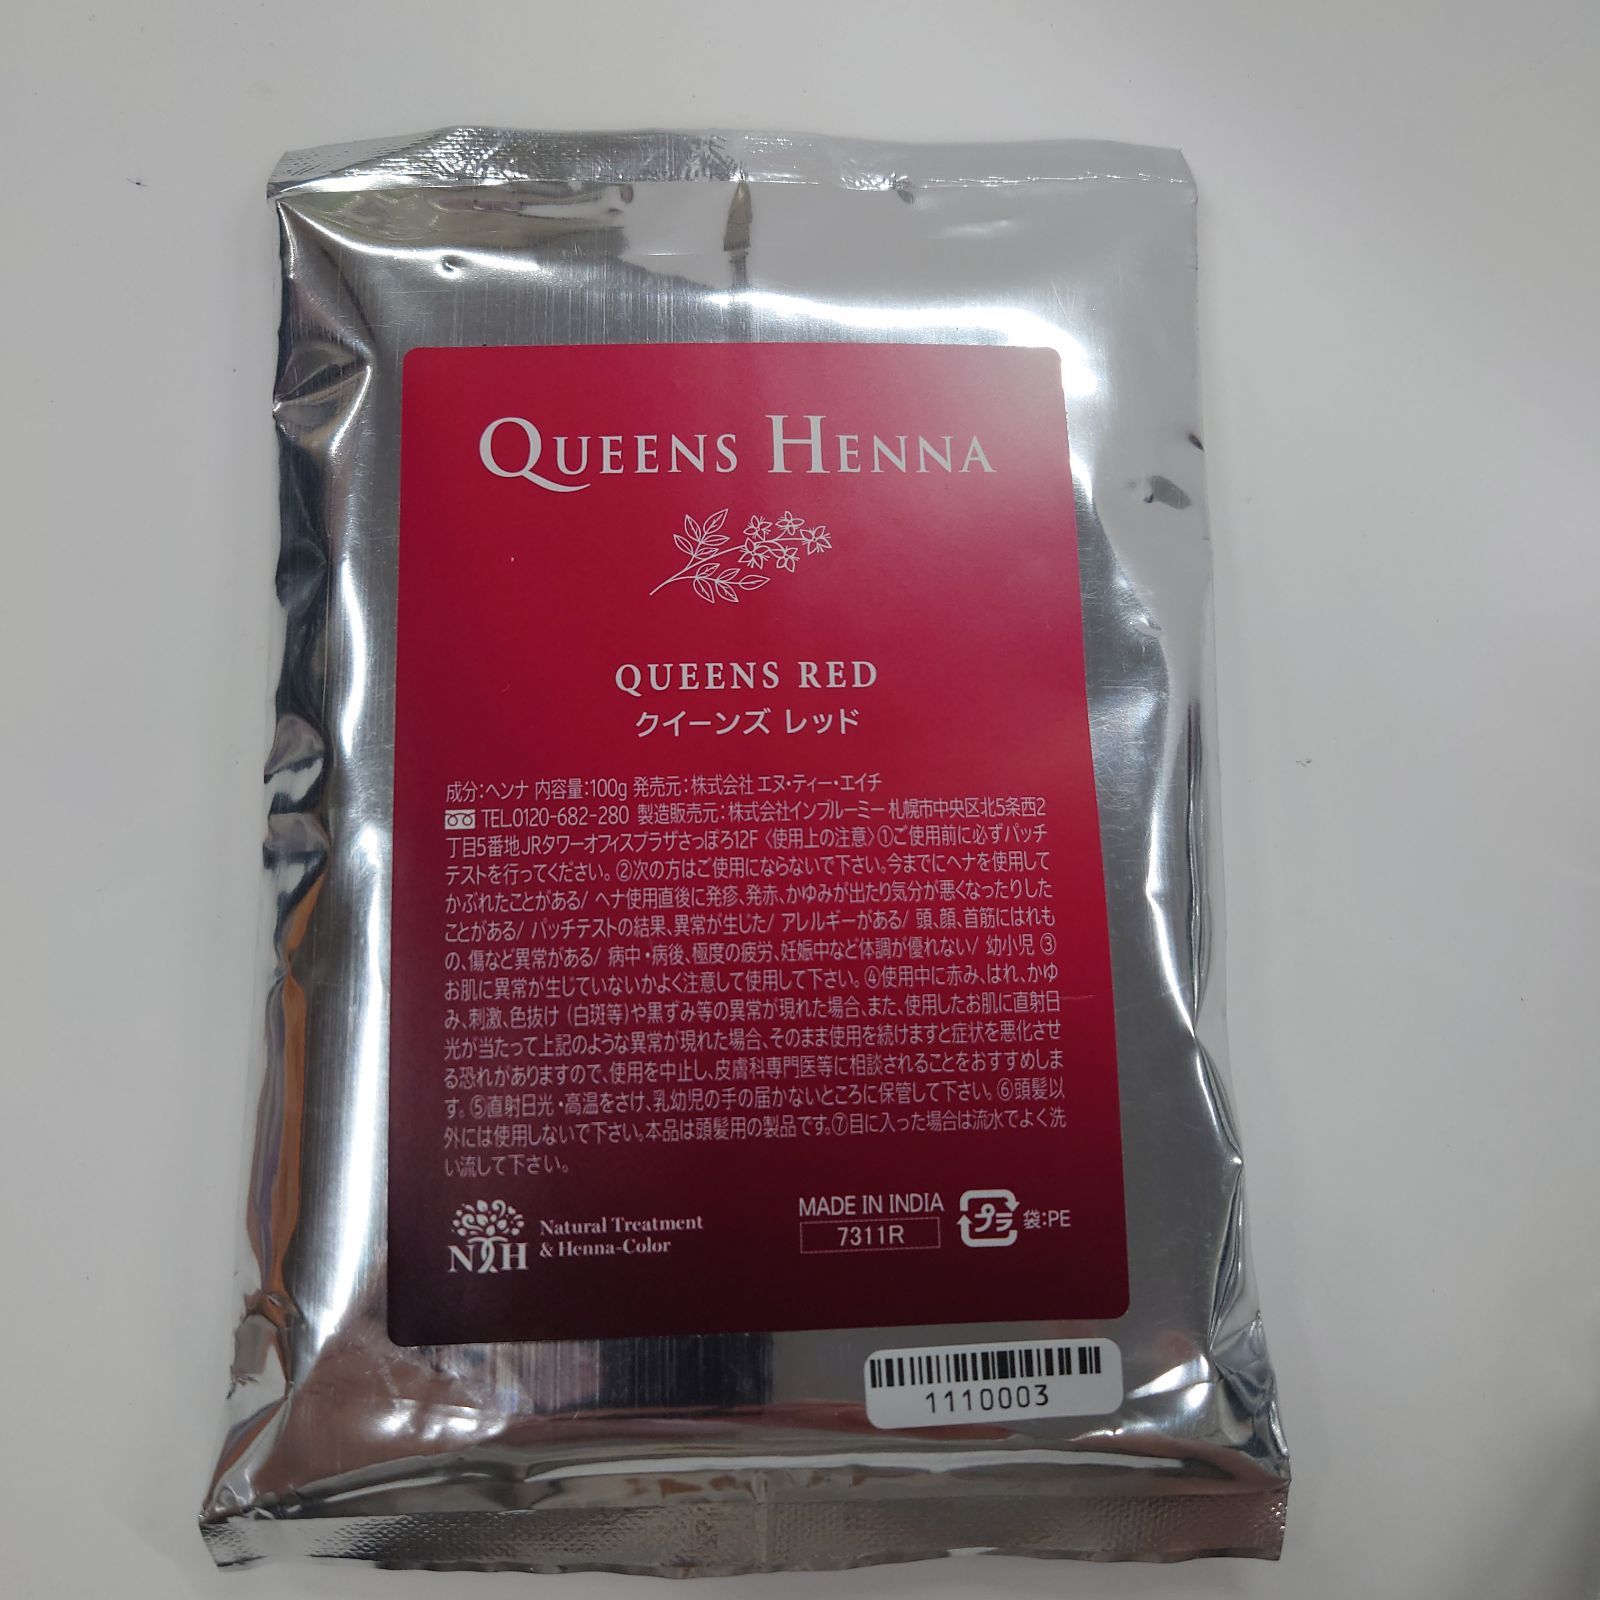 QUEENS HENNA
QUEENS RED
クイーンズ レッド
成分:ヘンナ 内容量:100g 発売元:株式会社 エヌ・ティー・エイチ
TEL.0120-682-280 製造販売元:株式会社インブルーミー 札幌市中央区北5条西2
丁目5番地JRタワーオフィスプラザさっぽろ12F 〈使用上の注意〉①ご使用前に必ずパッチ
テストを行ってください。②次の方はご使用にならないで下さい。今までにヘナを使用して
かぶれたことがある/ ヘナ使用直後に発疹、発赤、かゆみが出たり気分が悪くなったりした
ことがある/ パッチテストの結果、異常が生じた/ アレルギーがある/ 頭、顔、首筋にはれも
の、傷など異常がある/ 病中・病後、極度の疲労、妊娠中など体調が優れない/ 幼小児 ③
お肌に異常が生じていないかよく注意して使用して下さい。④使用中に赤み、はれ、かゆ
み、刺激、色抜け (白斑等)や黒ずみ等の異常が現れた場合、また、使用したお肌に直射日
光が当たって上記のような異常が現れた場合、そのまま使用を続けますと症状を悪化させ
る恐れがありますので、使用を中止し、皮膚科専門医等に相談されることをおすすめしま
す。⑤直射日光・高温をさけ、乳幼児の手の届かないところに保管して下さい。⑥頭髪以
外には使用しないで下さい。本品は頭髪用の製品です。⑦目に入った場合は流水でよく洗
い流して下さい。
NTH
Natural Treatment
& Henna-Color
MADE IN INDIA
7311R
プラ 袋:PE
1110003